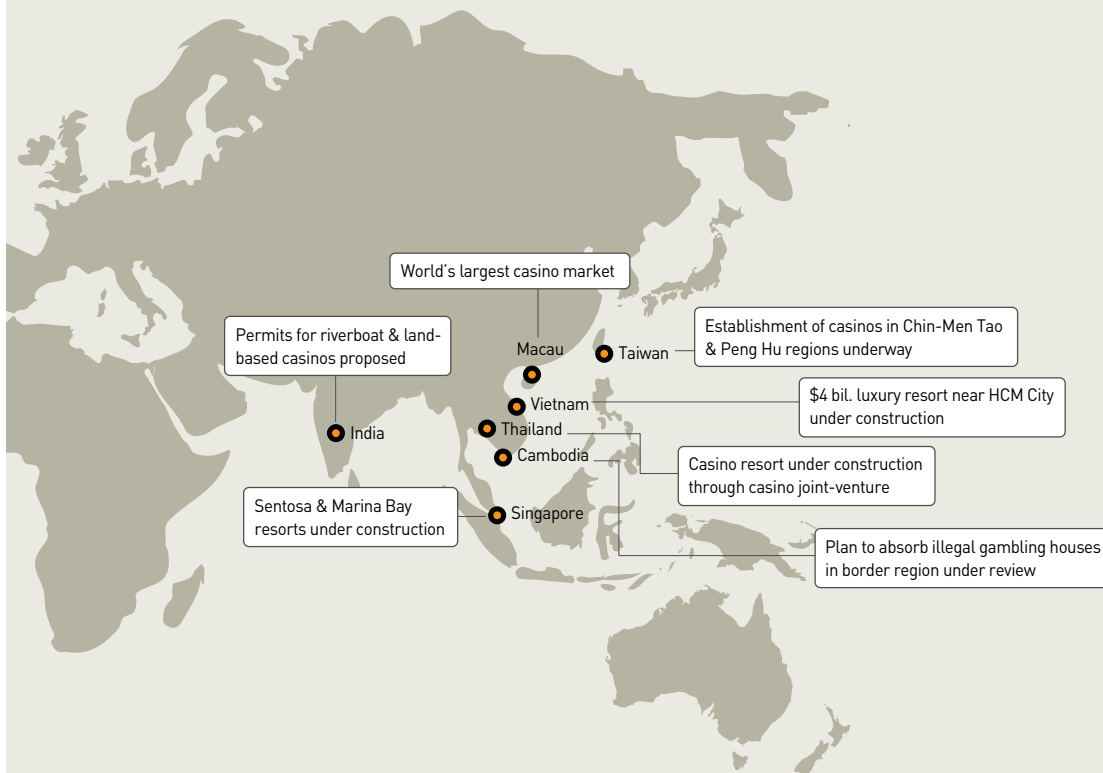 World's largest casino market
Permits for riverboat & land-
based casinos proposed
Establishment of casinos in Chin-Men Tao
& Peng Hu regions underway
Macau
Taiwan
$4 bil. luxury resort near HCM City
under construction
Vietnam
India
Thailand
Cambodia
Casino resort under construction
through casino joint-venture
Sentosa & Marina Bay
resorts under construction
Singapore
Plan to absorb illegal gambling houses
in border region under review